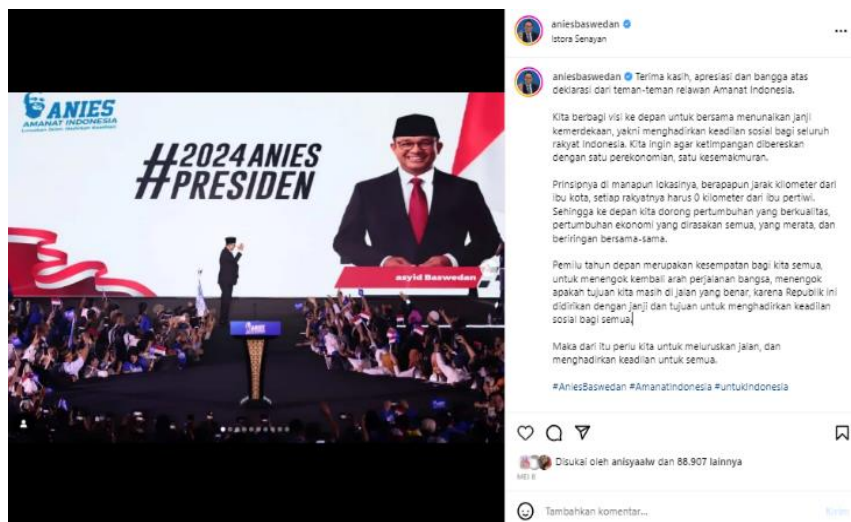 ANIES
AMANAT INDONESIA
#2024ANIES
#PRESIDEN
asyid Baswedan
aniesbaswedan
Istora Senayan
aniesbaswedan Terima kasih, apresiasi dan bangga atas
deklarasi dari teman-teman relawan Amanat Indonesia.
Kita berbagi visi ke depan untuk bersama menunaikan janji
kemerdekaan, yakni menghadirkan keadilan sosial bagi seluruh
rakyat Indonesia. Kita ingin agar ketimpangan dibereskan
dengan satu perekonomian, satu kesemakmuran.
Prinsipnya di manapun lokasinya, berapapun jarak kilometer dari
ibu kota, setiap rakyatnya harus 0 kilometer dari ibu pertiwi.
Sehingga ke depan kita dorong pertumbuhan yang berkualitas,
pertumbuhan ekonomi yang dirasakan semua, yang merata, dan
beriringan bersama-sama.
Pemilu tahun depan merupakan kesempatan bagi kita semua,
untuk menengok kembali arah perjalanan bangsa, menengok
apakah tujuan kita masih di jalan yang benar, karena Republik ini
didirikan dengan janji dan tujuan untuk menghadirkan keadilan
sosial bagi semua.
Maka dari itu perlu kita untuk meluruskan jalan, dan
menghadirkan keadilan untuk semua.
#AniesBaswedan #AmanatIndonesia #untukIndonesia
Disukai oleh anisyaalw dan 88.907 lainnya
MEI 8
Tambahkan komentar...
Kirim